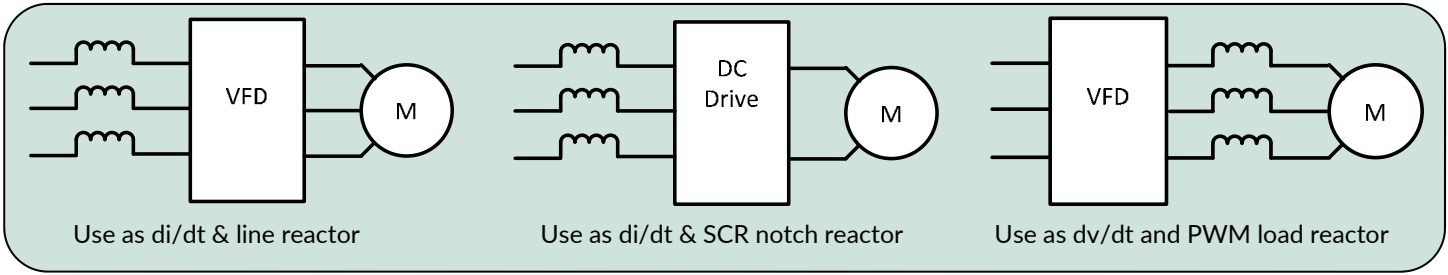 VFD
M
Use as di/dt & line reactor
DC
Drive
M
Use as di/dt & SCR notch reactor
VFD
M
Use as dv/dt and PWM load reactor